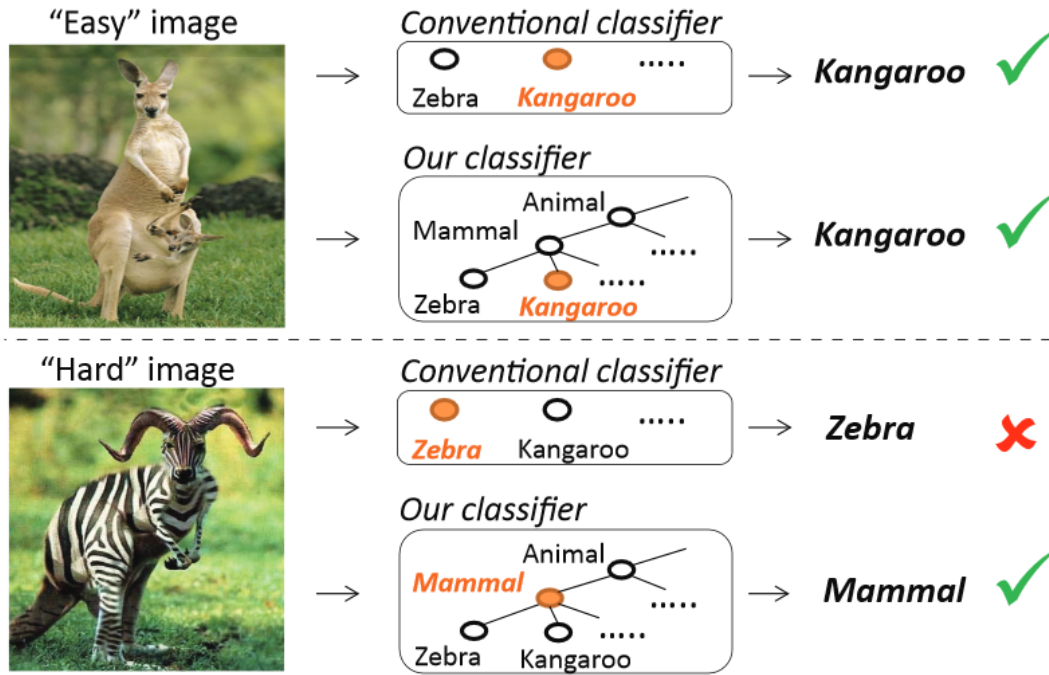 “Easy” image
Conventional classifier
Zebra Kangaroo .....
Kangaroo
Our classifier
Animal
Mammal
.....
Zebra Kangaroo .....
Kangaroo
“Hard” image
Conventional classifier
Zebra Kangaroo .....
Zebra
Our classifier
Animal
Mammal
.....
Zebra Kangaroo .....
Mammal